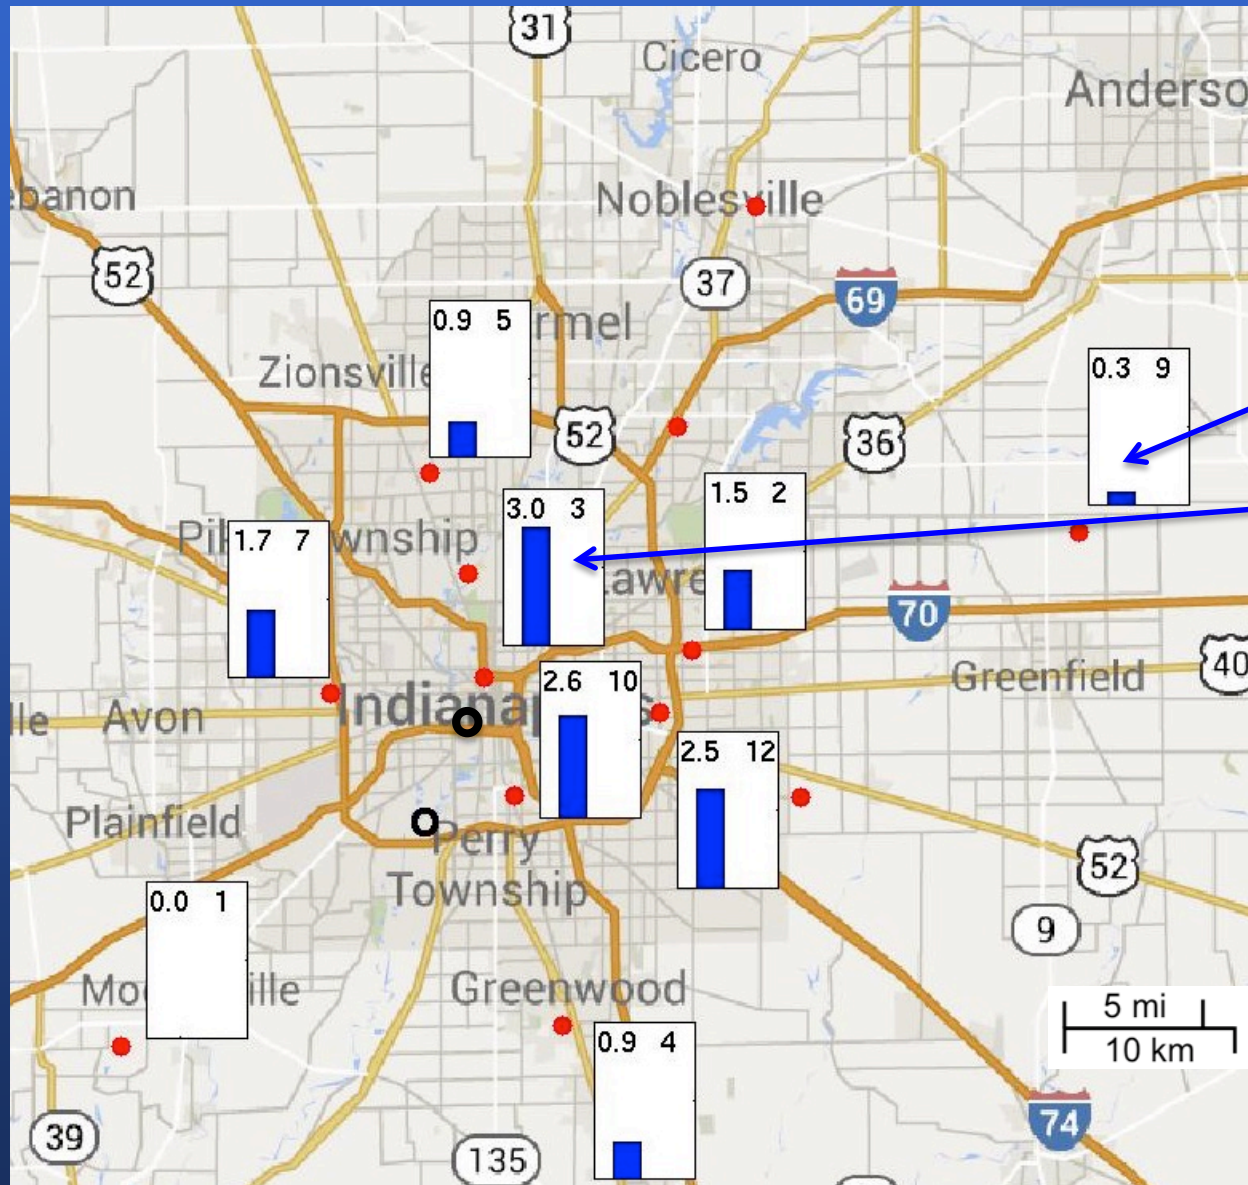 31
Cicero
Anderso
ebanon
Noblesville
52
37
69
0.9 5
rmel
Zionsville
0.3 9
52
36
3.0 3
1.5 2
Pi wnship
1.7 7
Lawre
70
Greenfield
40
Indianap s
2.6 10
lle
Avon
2.5 12
Plainfield
Perry
Township
52
0.0 1
9
Mo ille
Greenwood
5 mi
10 km
0.9 4
74
39
135